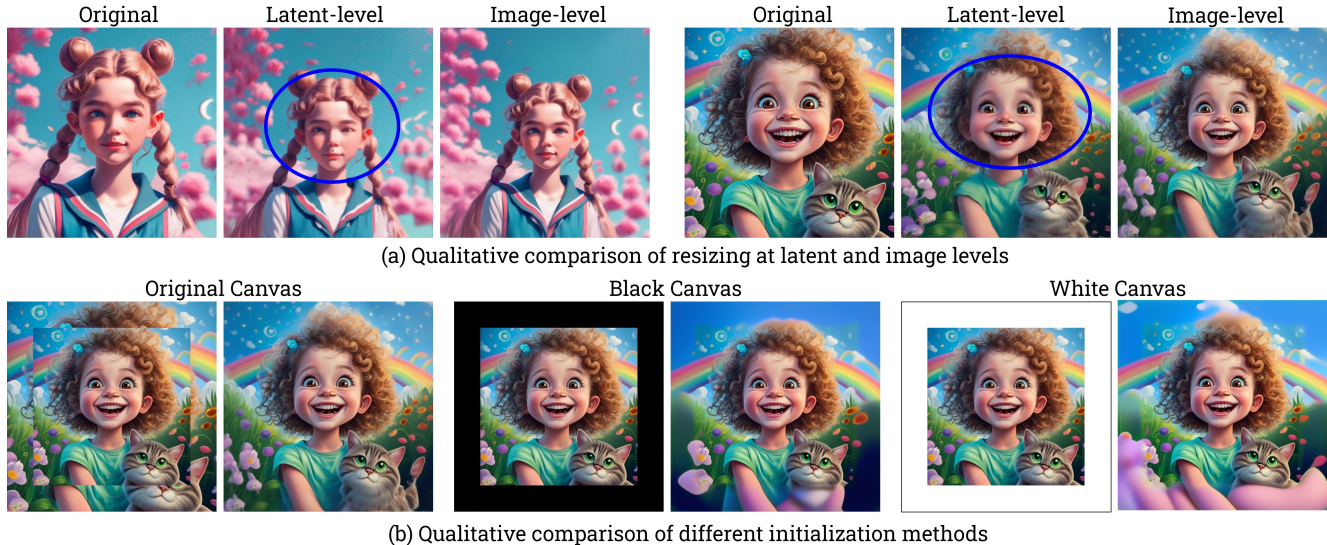 Original Latent-level Image-level Original Latent-level Image-level
(a) Qualitative comparison of resizing at latent and image levels
Original Canvas Black Canvas White Canvas
(b) Qualitative comparison of different initialization methods